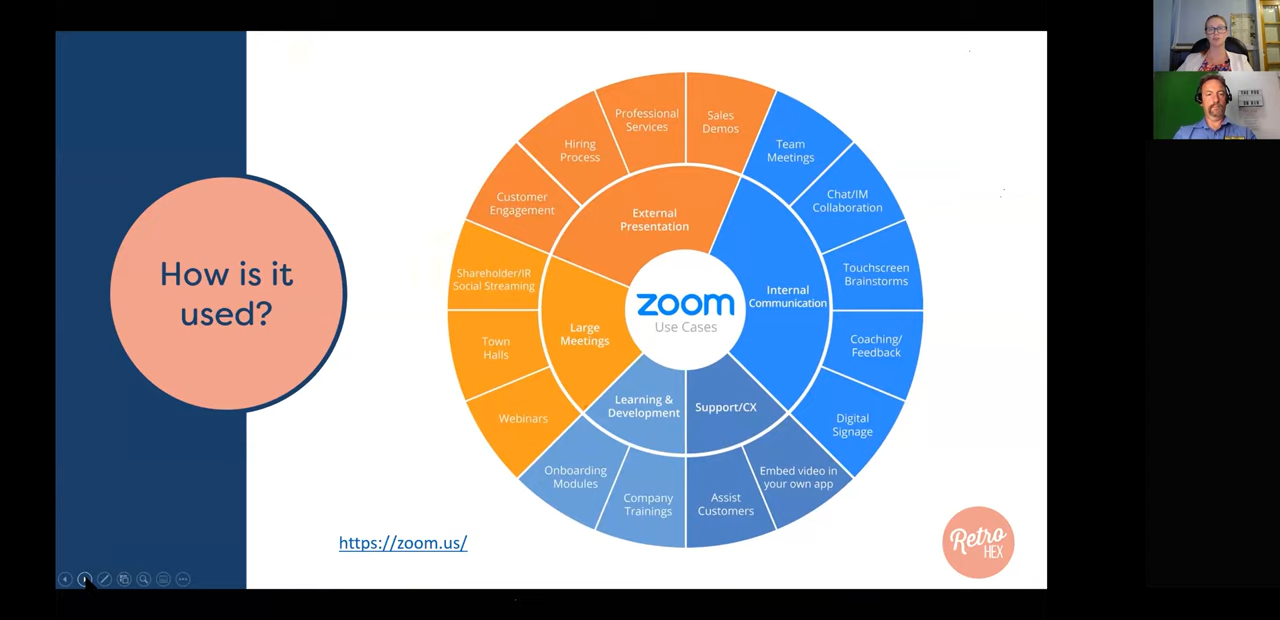 How is it
used?
Professional
Services
Sales
Demos
Team
Meetings
Chat/IM
Collaboration
Touchscreen
Brainstorms
Coaching/
Feedback
Digital
Signage
Embed video in
your own app
Assist
Customers
Company
Trainings
Onboarding
Modules
Webinars
Town
Halls
Shareholder/IR
Social Streaming
Customer
Engagement
Hiring
Process
External
Presentation
Internal
Communication
Support/CX
Learning &
Development
Large
Meetings
zoom
Use Cases
https://zoom.us/
Retro
HEX